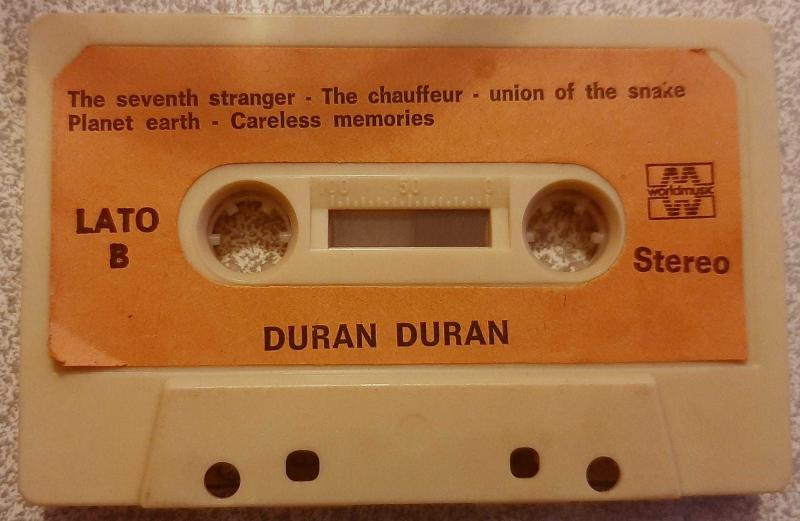 The seventh stranger - The chauffeur - union of the snake
Planet earth - Careless memories
100 50 0
LATO
B
worldmusic
Stereo
DURAN DURAN